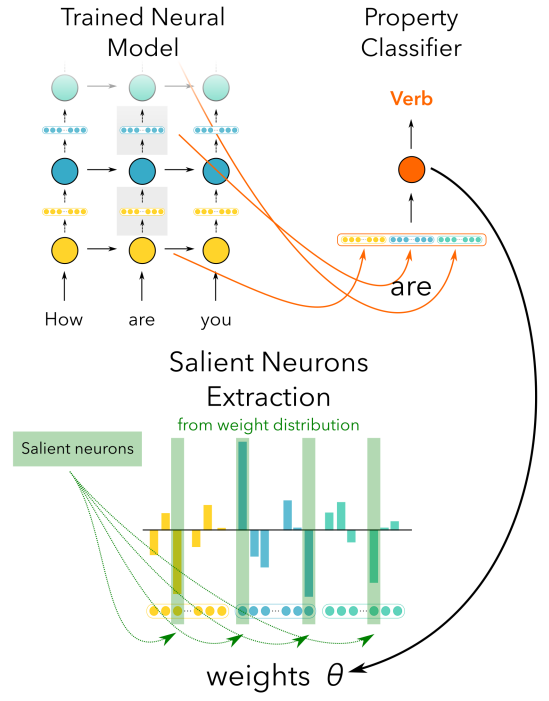 Trained Neural
Model
Property
Classifier
Verb
How
are
you
are
Salient Neurons
Extraction
from weight distribution
Salient neurons
weights θ